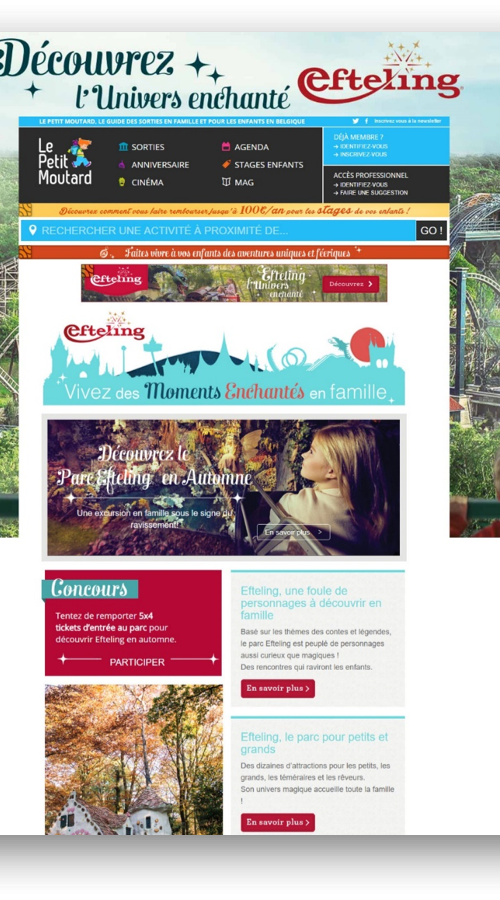 Découvrez
l'Univers enchanté
efteling
LE PETIT MOUTARD. LE GUIDE DES SORTIES EN FAMILLE ET POUR LES ENFANTS EN BELGIQUE
Inscrivez-vous à la newsletter
Le
Petit
Moutard
SORTIES
AGENDA
ANNIVERSAIRE
STAGES ENFANTS
CINÉMA
MAG
DÉJÀ MEMBRE ?
→ IDENTIFIEZ-VOUS
→ INSCRIVEZ-VOUS
ACCÈS PROFESSIONNEL
→ IDENTIFIEZ-VOUS
→ FAIRE UNE SUGGESTION
Découvrez comment vous faire rembourser jusqu'à 100€/an pour les stages de vos enfants !
RECHERCHER UNE ACTIVITÉ À PROXIMITÉ DE...
GO !
Faites vivre à vos enfants des aventures uniques et féeriques
efteling
Efteling
l'Univers
enchanté
Découvrez
efteling
Vivez des Moments Enchantés en famille
Découvrez le
Parc Efteling en Automne
Une excursion en famille sous le signe du
ravissement!
En savoir plus >
Concours
Tentez de remporter 5x4
tickets d'entrée au parc pour
découvrir Efteling en automne.
PARTICIPER
Efteling, une foule de
personnages à découvrir en
famille
Basé sur les thèmes des contes et légendes,
le parc Efteling est peuplé de personnages
aussi curieux que magiques !
Des rencontres qui raviront les enfants.
En savoir plus >
Efteling, le parc pour petits et
grands
Des dizaines d'attractions pour les petits, les
grands, les téméraires et les rêveurs.
Son univers magique accueille toute la famille
!
En savoir plus >